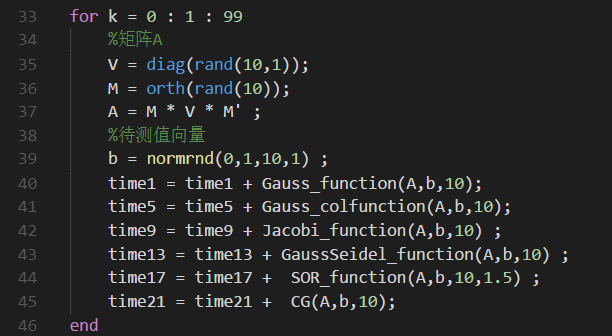 33 for k = 0 : 1 : 99
34 %矩阵A
35 V = diag(rand(10,1));
36 M = orth(rand(10));
37 A = M * V * M' ;
38 %待测值向量
39 b = normrnd(0,1,10,1) ;
40 time1 = time1 + Gauss_function(A,b,10);
41 time5 = time5 + Gauss_colfunction(A,b,10);
42 time9 = time9 + Jacobi_function(A,b,10) ;
43 time13 = time13 + GaussSeidel_function(A,b,10) ;
44 time17 = time17 +  SOR_function(A,b,10,1.5) ;
45 time21 = time21 +  CG(A,b,10);
46 end